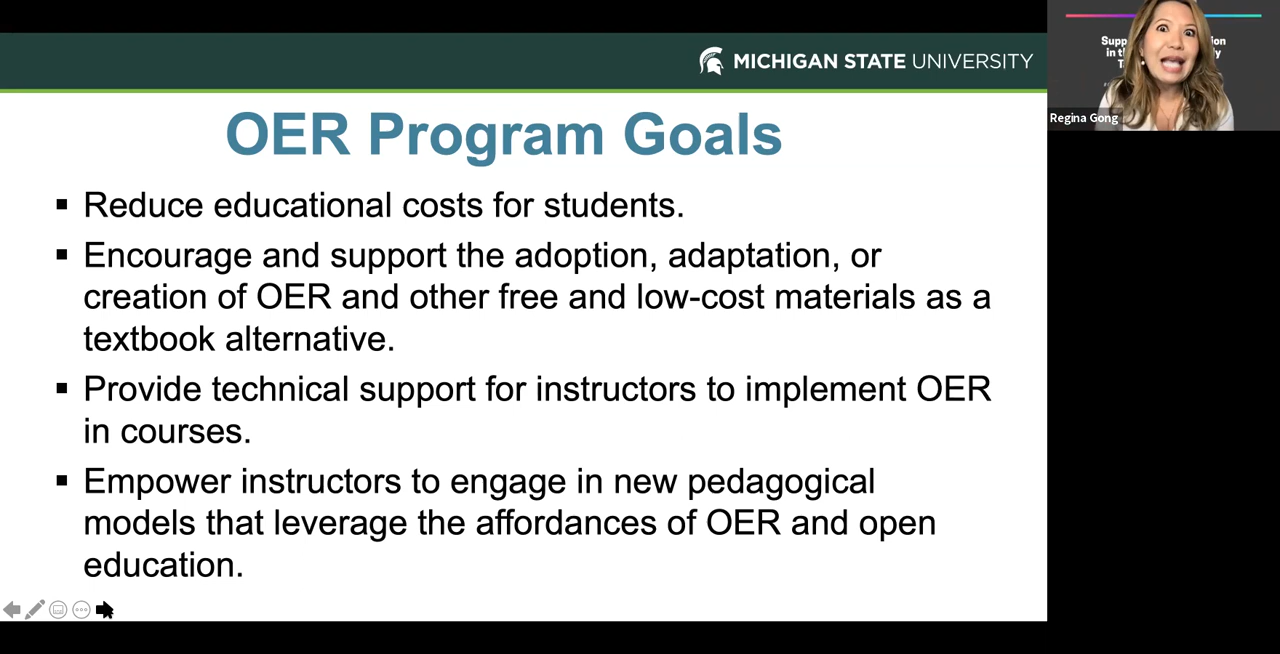 MICHIGAN STATE UNIVERSITY
OER Program Goals
▪ Reduce educational costs for students.
▪ Encourage and support the adoption, adaptation, or
creation of OER and other free and low-cost materials as a
textbook alternative.
▪ Provide technical support for instructors to implement OER
in courses.
▪ Empower instructors to engage in new pedagogical
models that leverage the affordances of OER and open
education.
Regina Gong